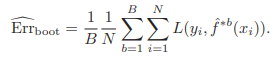 $\widehat{\mathrm{Err}}_{\mathrm{boot}} = \frac{1}{B}\frac{1}{N}\sum_{b=1}^{B}\sum_{i=1}^{N} L(y_i, \hat{f}^{*b}(x_i)).$